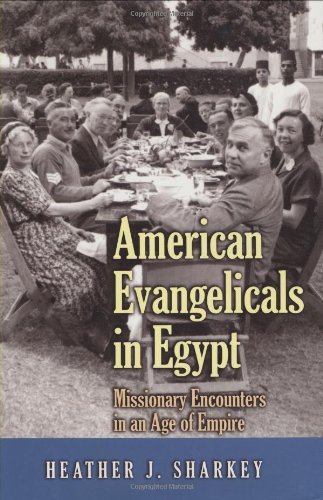 American
Evangelicals
in Egypt
Missionary Encounters
in an Age of Empire
HEATHER J. SHARKEY